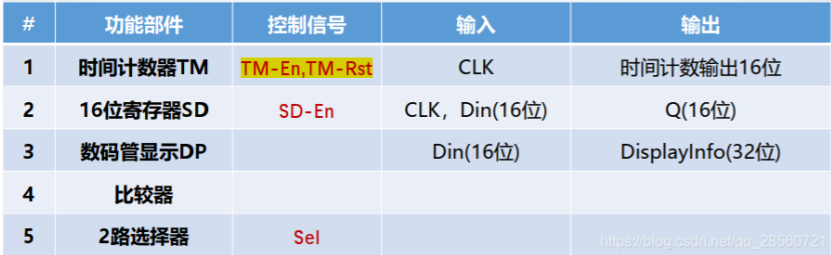 # 功能部件 控制信号 输入 输出
1 时间计数器TM TM-En,TM-Rst CLK 时间计数输出16位
2 16位寄存器SD SD-En CLK，Din(16位) Q(16位)
3 数码管显示DP Din(16位) DisplayInfo(32位)
4 比较器
5 2路选择器 Sel
https://blog.csdn.net/qq_28560721